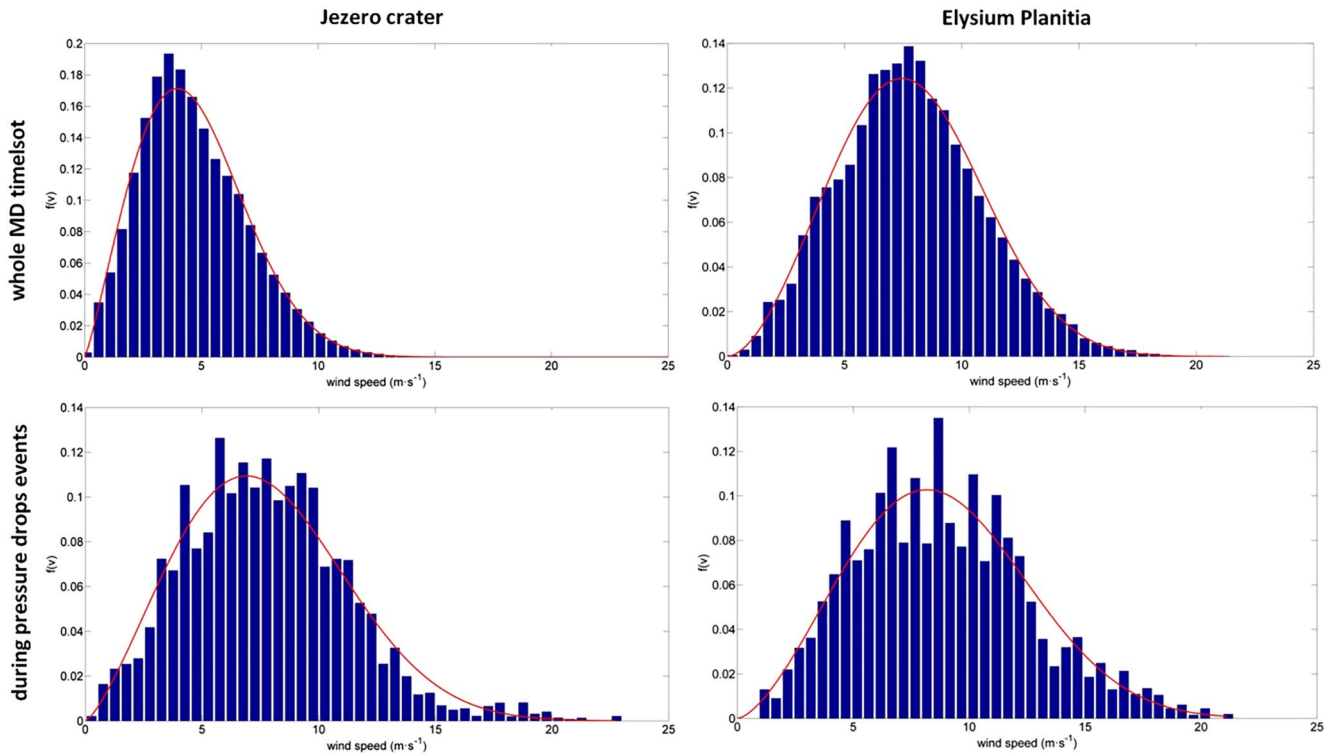 Jezero crater
Elysium Planitia
whole MD timelsot
0.2
0.18
0.16
0.14
0.12
0.1
0.08
0.06
0.04
0.02
0
f(v)
0 5 10 15 20 25
wind speed (m·s⁻¹)
0.14
0.12
0.1
0.08
0.06
0.04
0.02
0
f(v)
0 5 10 15 20 25
wind speed (m·s⁻¹)
during pressure drops events
0.14
0.12
0.1
0.08
0.06
0.04
0.02
0
f(v)
0 5 10 15 20 25
wind speed (m·s⁻¹)
0.14
0.12
0.1
0.08
0.06
0.04
0.02
0
f(v)
0 5 10 15 20 25
wind speed (m·s⁻¹)